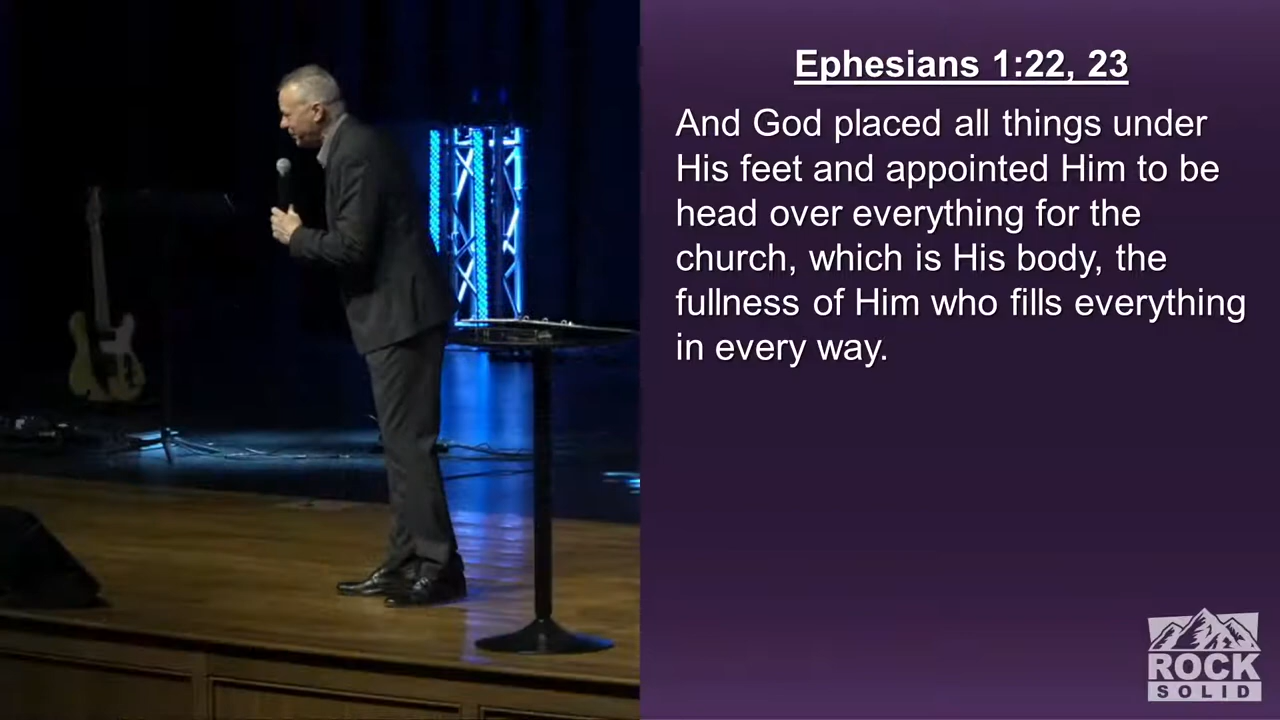 Ephesians 1:22, 23
And God placed all things under
His feet and appointed Him to be
head over everything for the
church, which is His body, the
fullness of Him who fills everything
in every way.
ROCK
SOLID